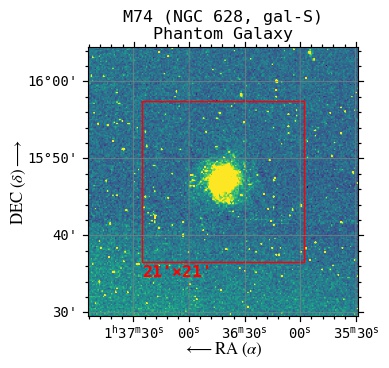 M74 (NGC 628, gal-S)
Phantom Galaxy
16°00'
15°50'
40'
30'
DEC (δ) ⟶
21'×21'
1ʰ37ᵐ30ˢ 00ˢ 36ᵐ30ˢ 00ˢ 35ᵐ30ˢ
⟵ RA (α)